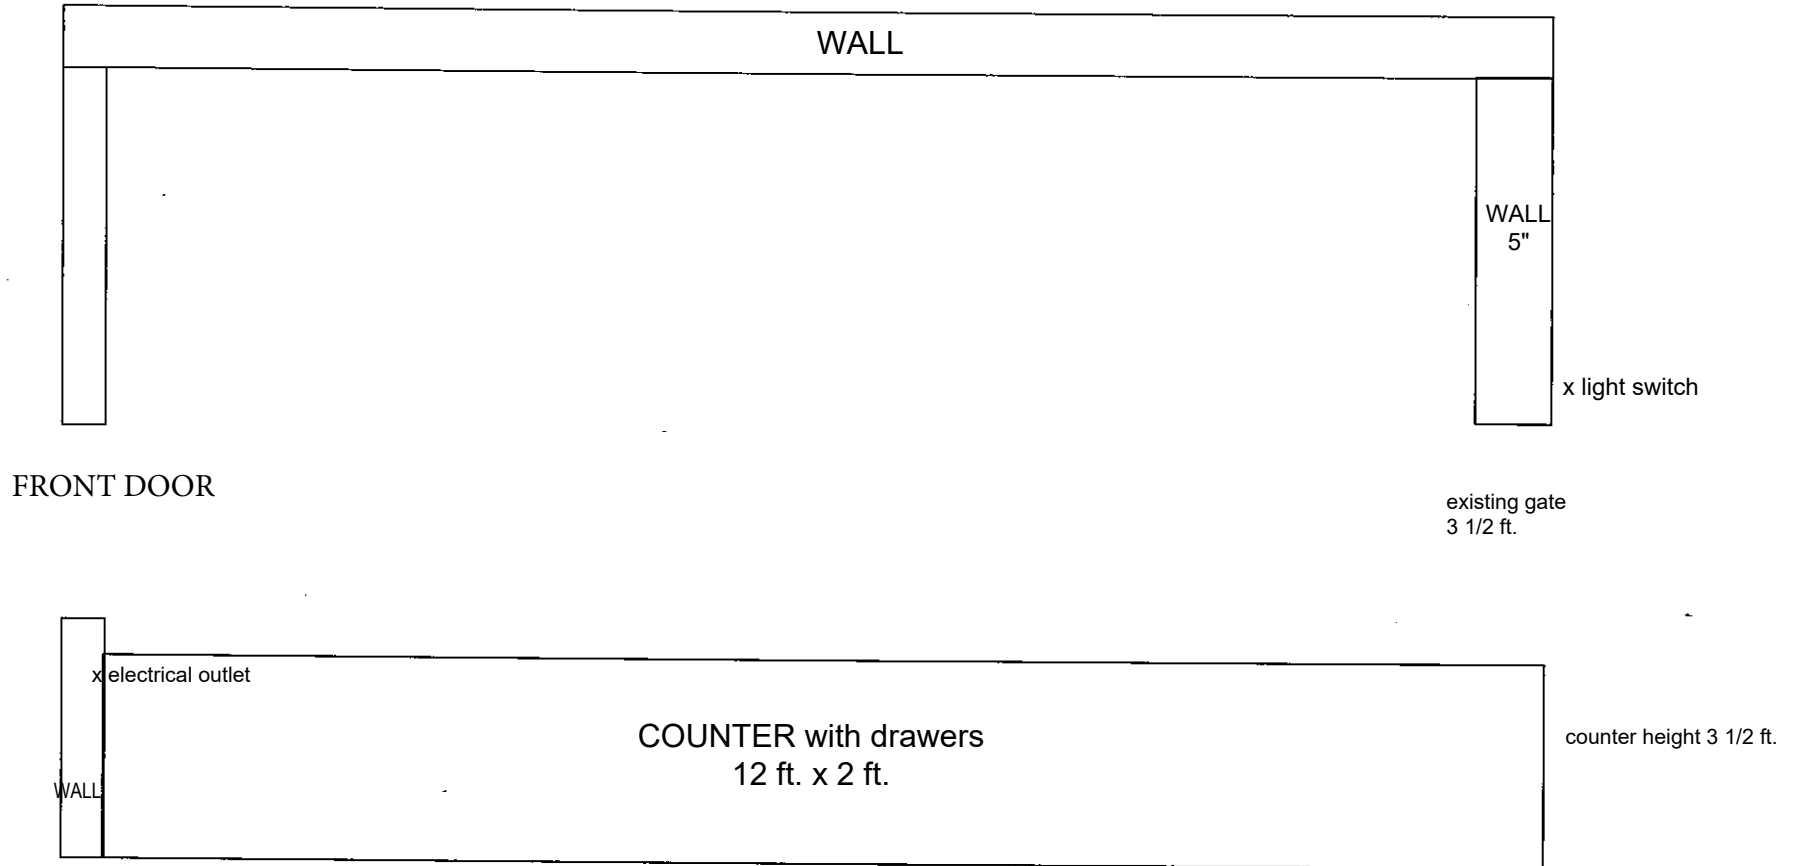 WALL
WALL
5"
x light switch
FRONT DOOR
existing gate
3 1/2 ft.
x electrical outlet
COUNTER with drawers
12 ft. x 2 ft.
counter height 3 1/2 ft.
WALL